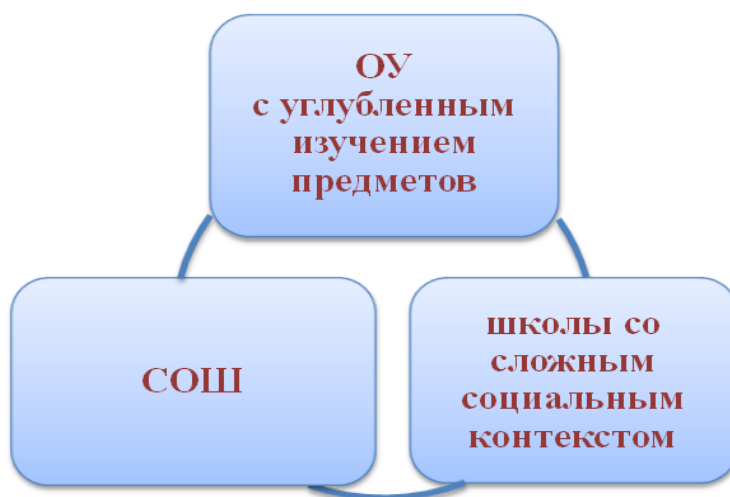 ОУ
с углубленным
изучением
предметов
СОШ
школы со
сложным
социальным
контекстом